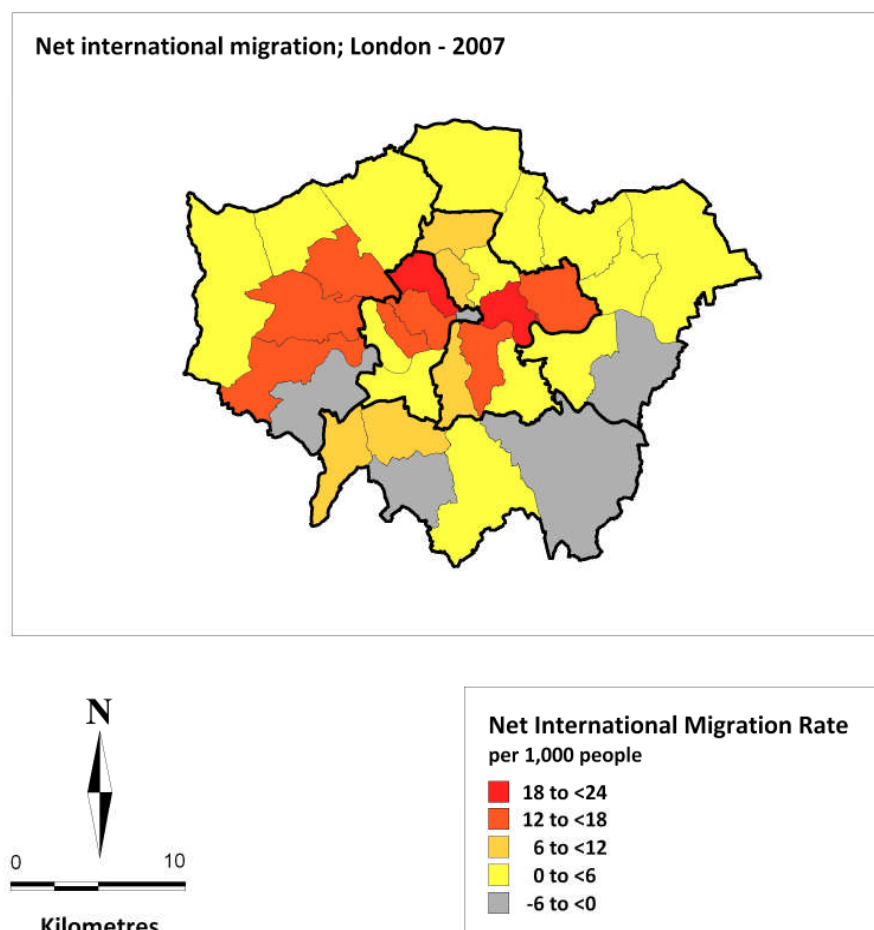 Net international migration; London - 2007
N
0 10
Kilometres
Net International Migration Rate
per 1,000 people
18 to <24
12 to <18
6 to <12
0 to <6
-6 to <0